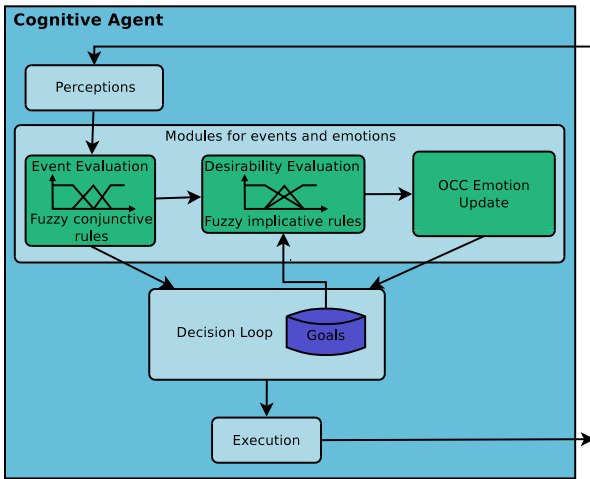 Cognitive Agent
Perceptions
Modules for events and emotions
Event Evaluation
Fuzzy conjunctive
rules
Desirability Evaluation
Fuzzy implicative rules
OCC Emotion
Update
Decision Loop
Goals
Execution